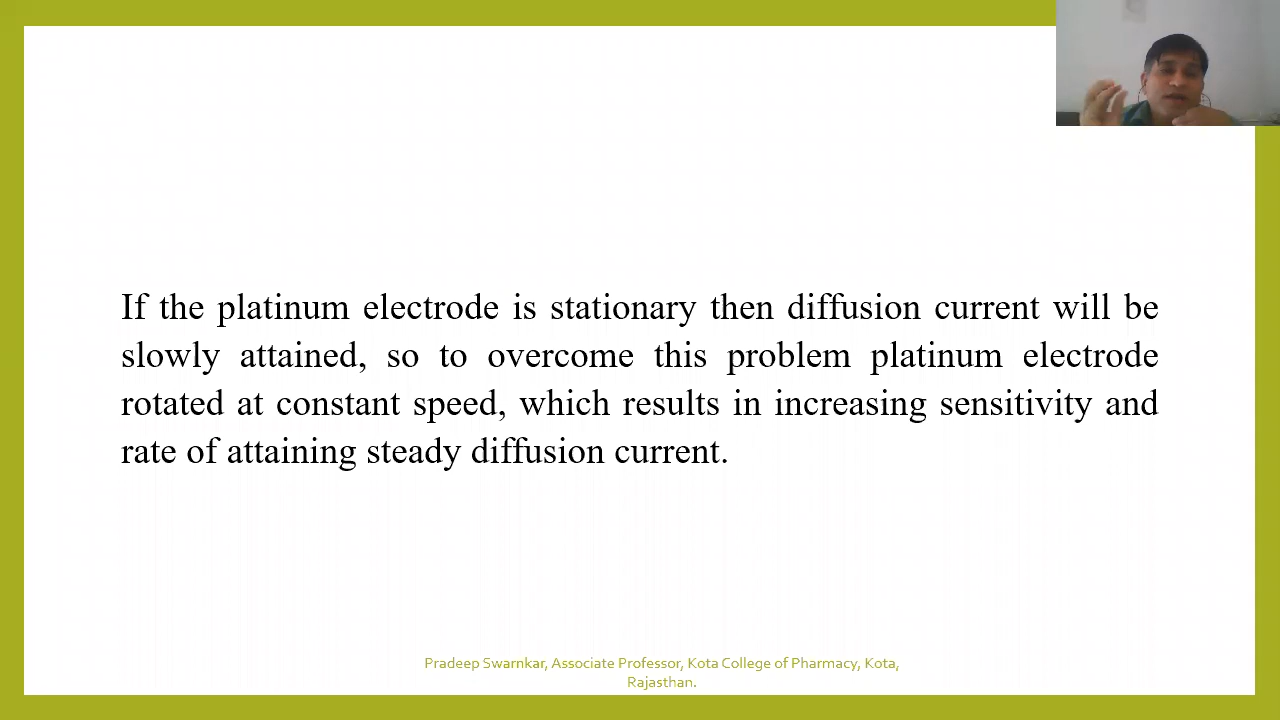 If the platinum electrode is stationary then diffusion current will be
slowly attained, so to overcome this problem platinum electrode
rotated at constant speed, which results in increasing sensitivity and
rate of attaining steady diffusion current.
Pradeep Swarnkar, Associate Professor, Kota College of Pharmacy, Kota,
Rajasthan.